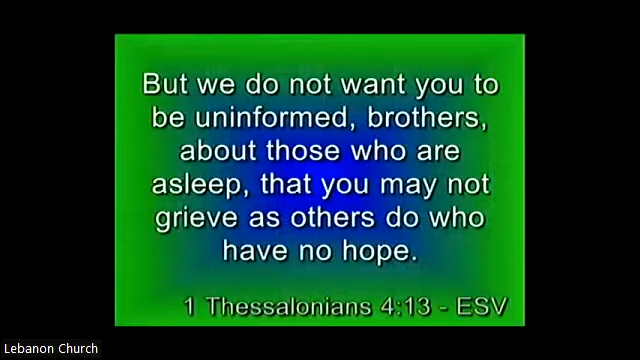 But we do not want you to
be uninformed, brothers,
about those who are
asleep, that you may not
grieve as others do who
have no hope.
1 Thessalonians 4:13 - ESV
Lebanon Church